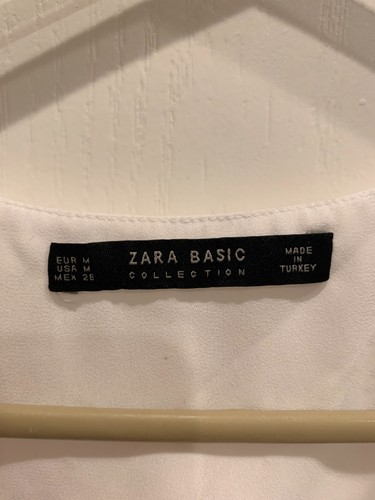 EUR M
USA M
MEX 28
ZARA BASIC
COLLECTION
MADE
IN
TURKEY